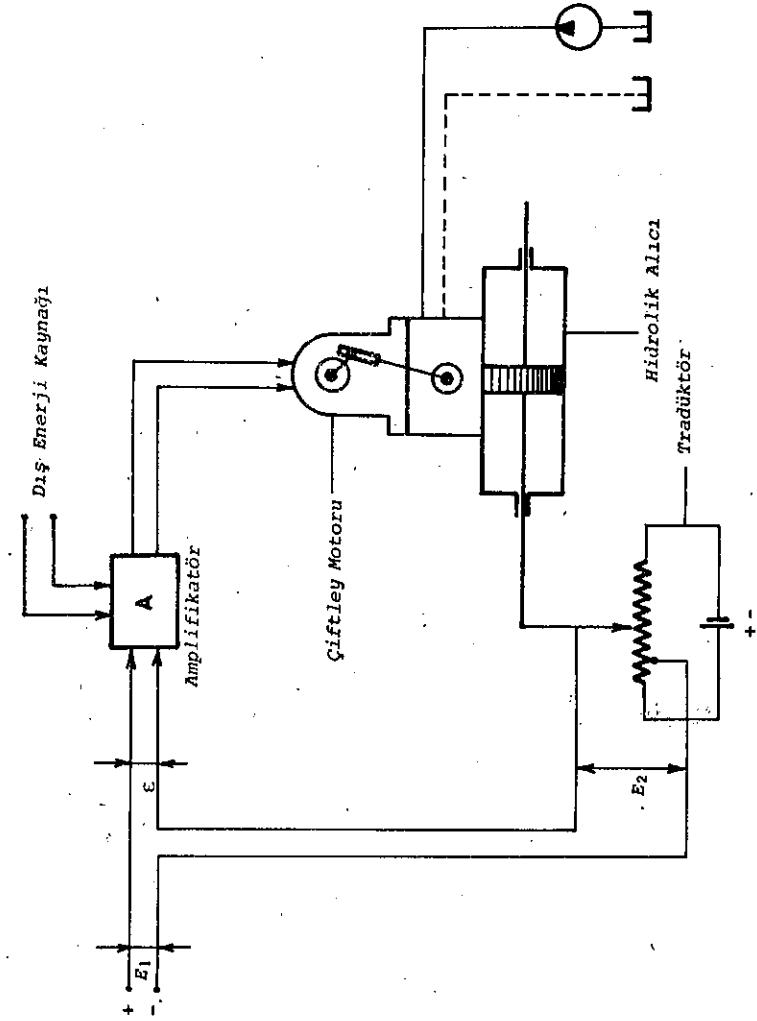 Dış Enerji Kaynağı
A
Amplifikatör
+
-
E1
ε
Çiftley Motoru
Hidrolik Alıcı
Tradüktör
E2
+ -